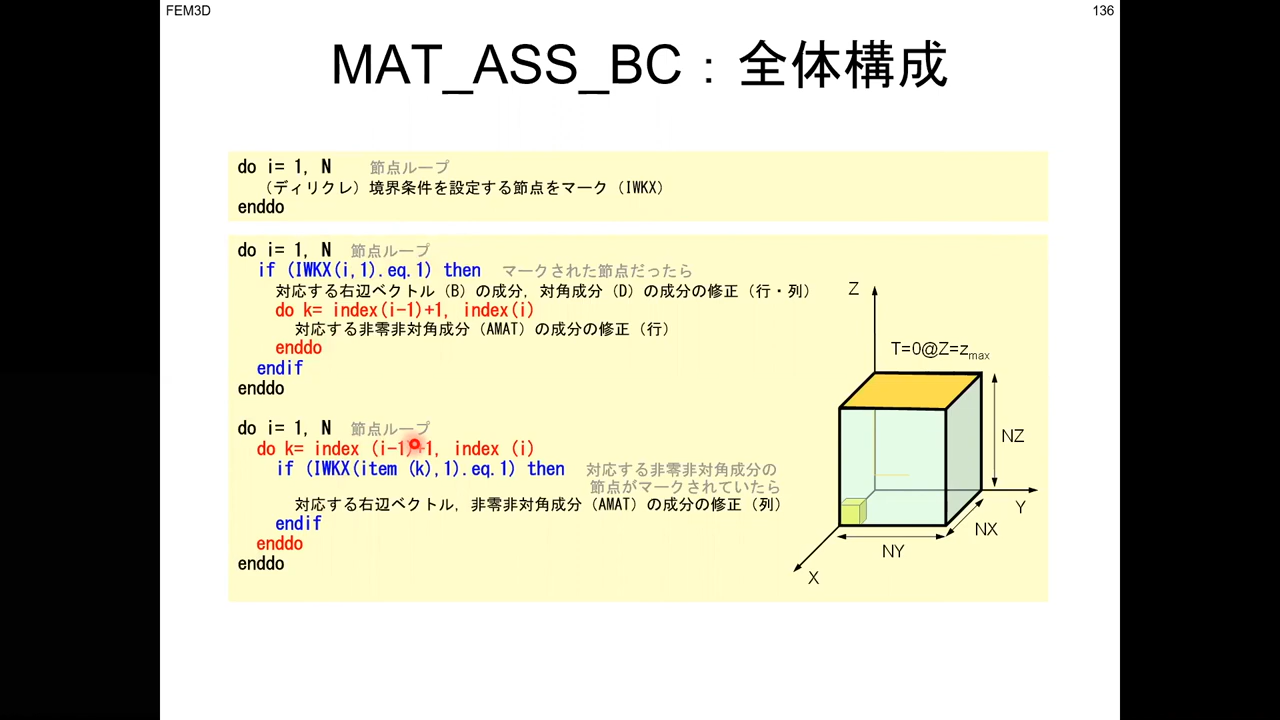 FEM3D
136
MAT_ASS_BC：全体構成
do i= 1, N 節点ループ
（ディリクレ）境界条件を設定する節点をマーク（IWKX）
enddo
do i= 1, N 節点ループ
if (IWKX(i,1).eq.1) then マークされた節点だったら
対応する右辺ベクトル（B）の成分，対角成分（D）の成分の修正（行・列）
do k= index(i-1)+1, index(i)
対応する非零非対角成分（AMAT）の成分の修正（行）
enddo
endif
enddo
do i= 1, N 節点ループ
do k= index (i-1)+1, index (i)
if (IWKX(item (k),1).eq.1) then 対応する非零非対角成分の
節点がマークされていたら
対応する右辺ベクトル，非零非対角成分（AMAT）の成分の修正（列）
endif
enddo
enddo
Z
T=0@Z=zmax
NZ
Y
NX
NY
X